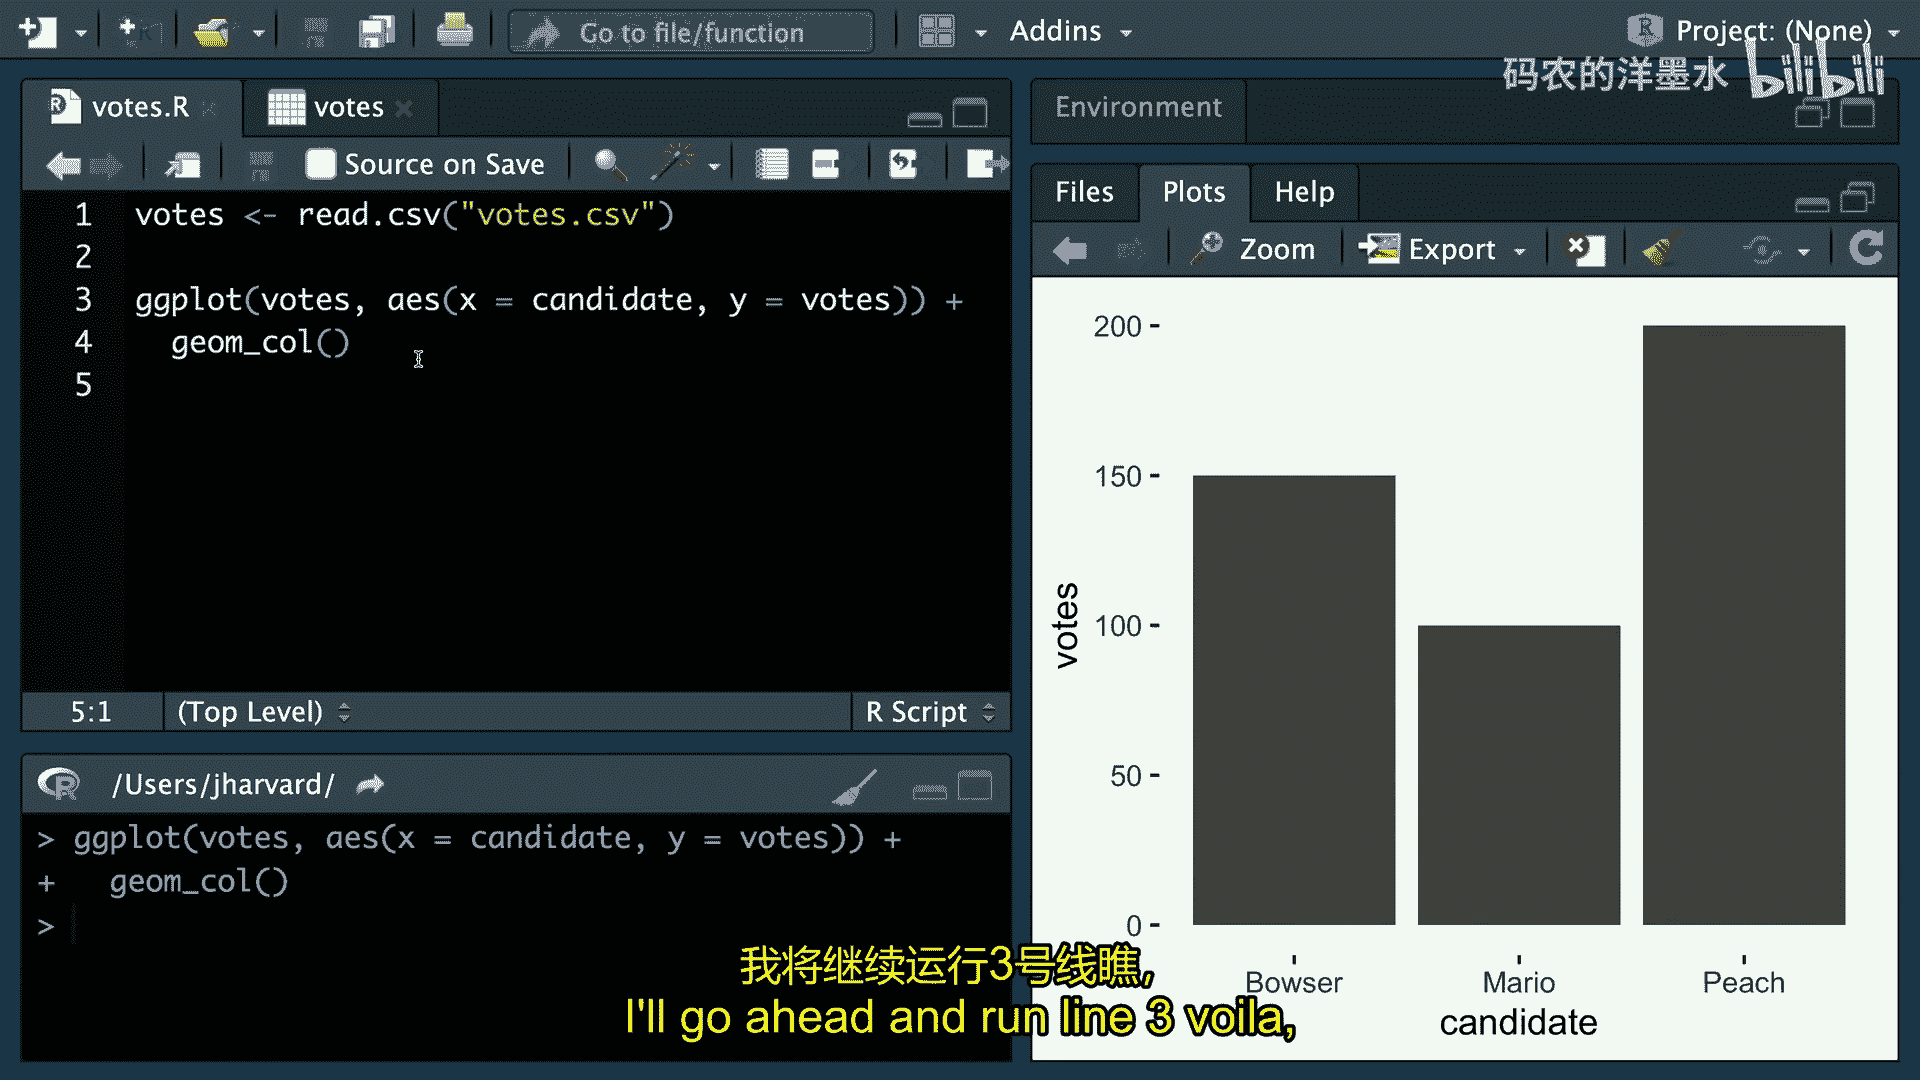 Go to file/function
Addins
Project: (None)
码农的洋墨水 bilibili
votes.R
votes
Source on Save
1 votes <- read.csv("votes.csv")
2
3 ggplot(votes, aes(x = candidate, y = votes)) +
4 geom_col()
5
5:1 (Top Level) R Script
/Users/jharvard/
> ggplot(votes, aes(x = candidate, y = votes)) +
+ geom_col()
>
Environment
Files Plots Help
Zoom Export
200
150
100
50
0
votes
Bowser Mario Peach
candidate
我将继续运行3号线瞧,
I'll go ahead and run line 3 voila,